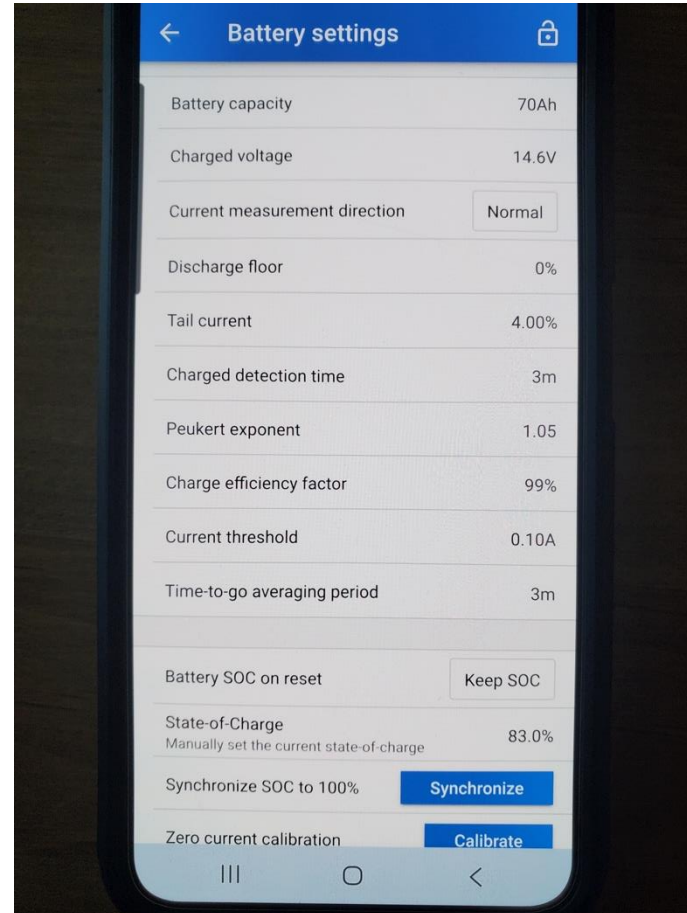 Battery settings
Battery capacity 70Ah
Charged voltage 14.6V
Current measurement direction Normal
Discharge floor 0%
Tail current 4.00%
Charged detection time 3m
Peukert exponent 1.05
Charge efficiency factor 99%
Current threshold 0.10A
Time-to-go averaging period 3m
Battery SOC on reset Keep SOC
State-of-Charge 83.0%
Manually set the current state-of-charge
Synchronize SOC to 100% Synchronize
Zero current calibration Calibrate